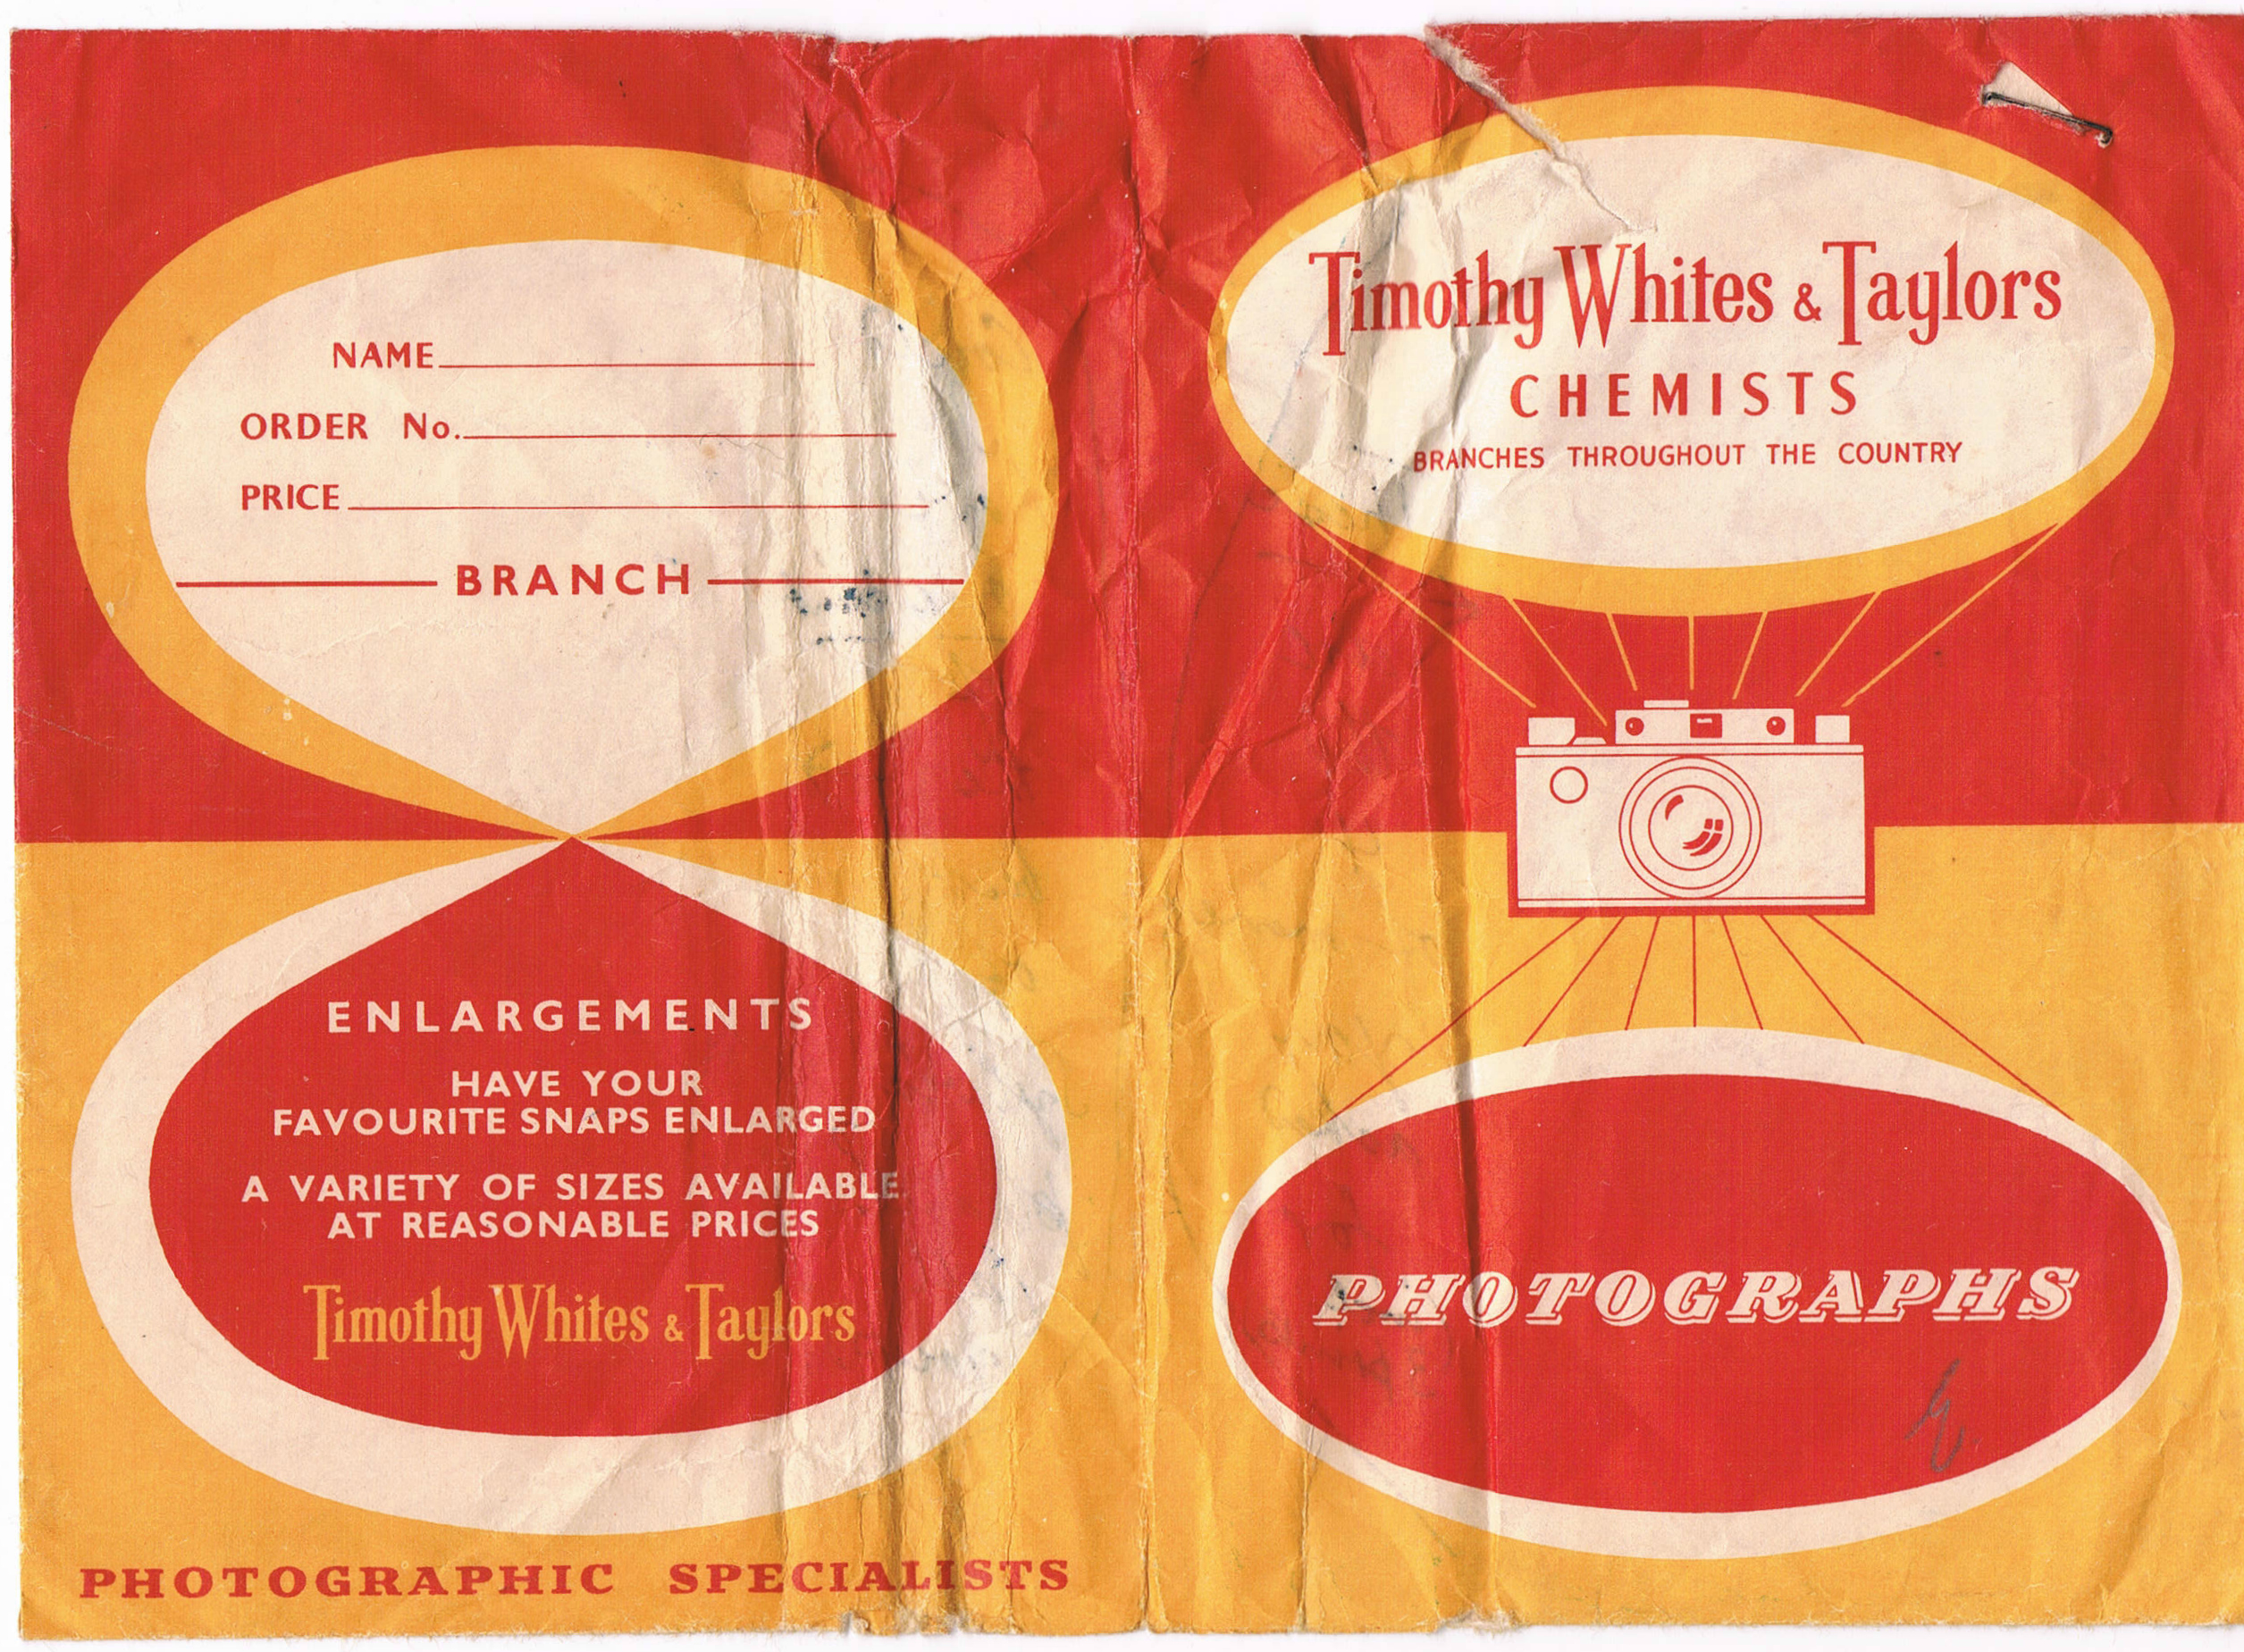 NAME
ORDER No.
PRICE
BRANCH
ENLARGEMENTS
HAVE YOUR
FAVOURITE SNAPS ENLARGED
A VARIETY OF SIZES AVAILABLE
AT REASONABLE PRICES
Timothy Whites & Taylors
PHOTOGRAPHIC SPECIALISTS
Timothy Whites & Taylors
CHEMISTS
BRANCHES THROUGHOUT THE COUNTRY
PHOTOGRAPHS